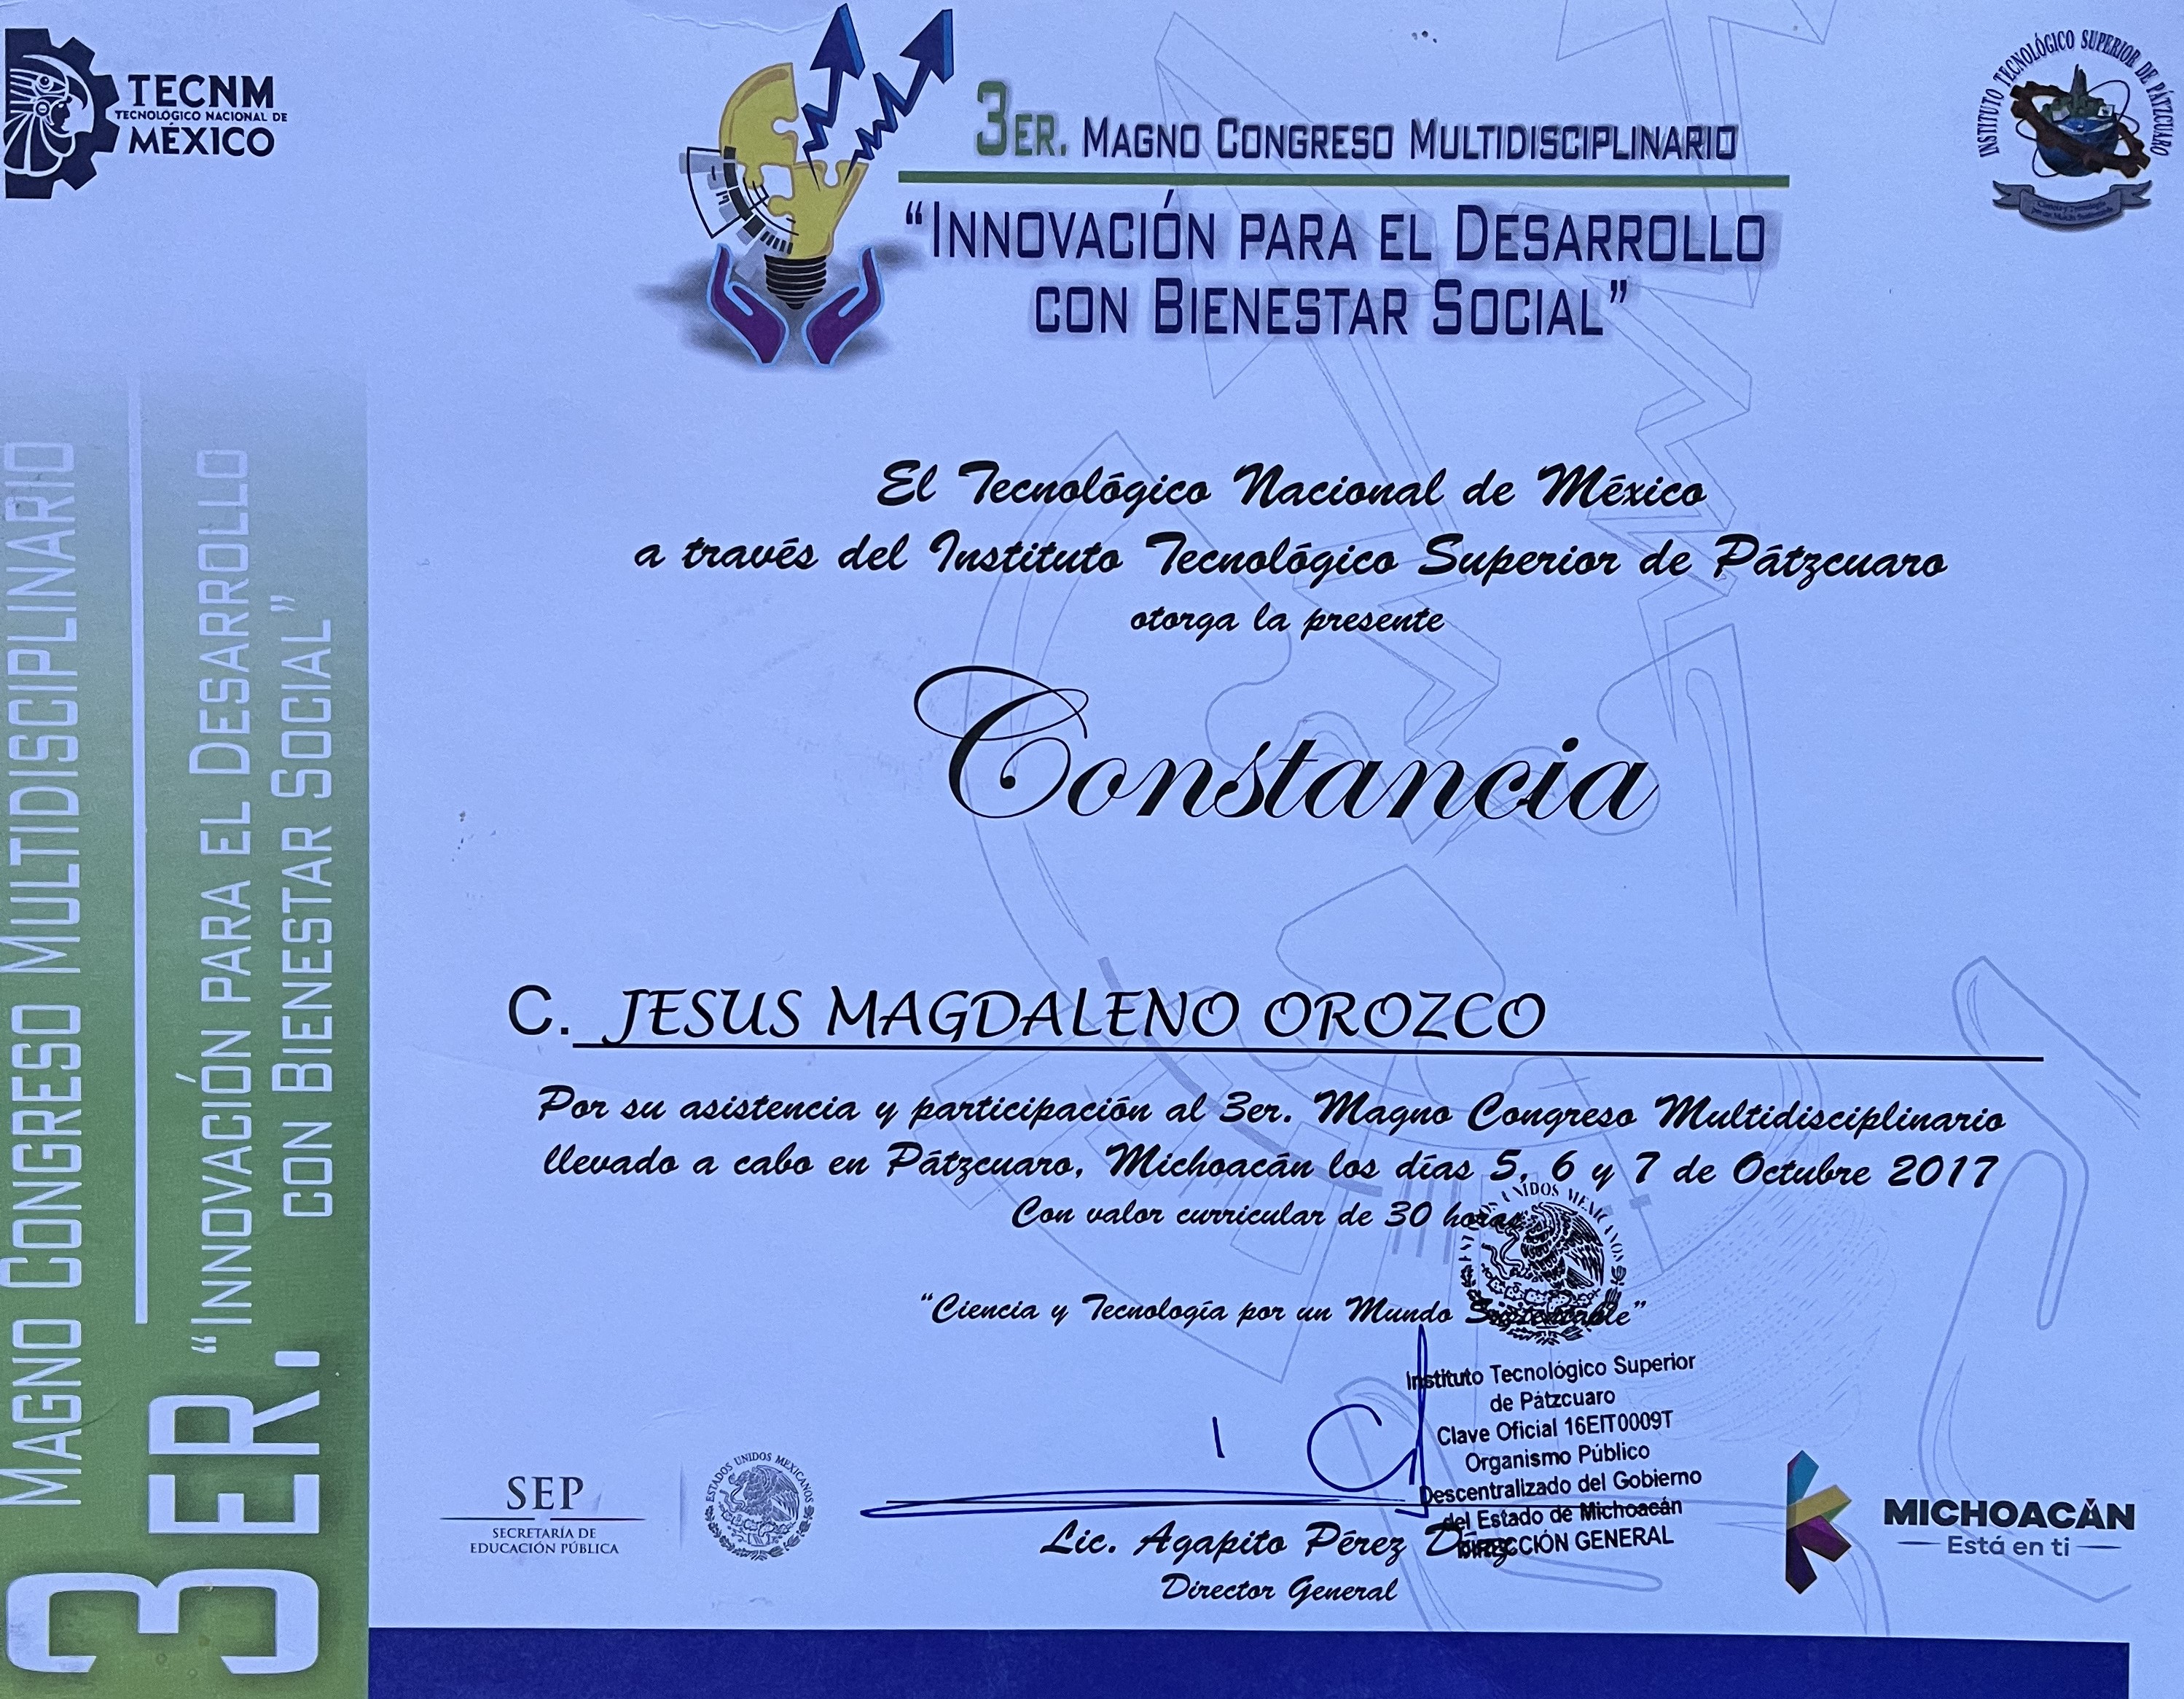 TECNM
TECNOLÓGICO NACIONAL DE
MÉXICO
3ER. MAGNO CONGRESO MULTIDISCIPLINARIO
“INNOVACIÓN PARA EL DESARROLLO
CON BIENESTAR SOCIAL”
INSTITUTO TECNOLÓGICO SUPERIOR DE PÁTZCUARO
El Tecnológico Nacional de México
a través del Instituto Tecnológico Superior de Pátzcuaro
otorga la presente
Constancia
C. JESUS MAGDALENO OROZCO
Por su asistencia y participación al 3er. Magno Congreso Multidisciplinario
llevado a cabo en Pátzcuaro, Michoacán los días 5, 6 y 7 de Octubre 2017
Con valor curricular de 30 horas
“Ciencia y Tecnología por un Mundo Sustentable”
ESTADOS UNIDOS MEXICANOS
Instituto Tecnológico Superior
de Pátzcuaro
Clave Oficial 16EIT0009T
Organismo Público
Descentralizado del Gobierno
del Estado de Michoacán
DIRECCIÓN GENERAL
Lic. Agapito Pérez
Director General
SEP
SECRETARÍA DE
EDUCACIÓN PÚBLICA
ESTADOS UNIDOS MEXICANOS
MICHOACÁN
Está en ti
3ER. MAGNO CONGRESO MULTIDISCIPLINARIO
“INNOVACIÓN PARA EL DESARROLLO
CON BIENESTAR SOCIAL”